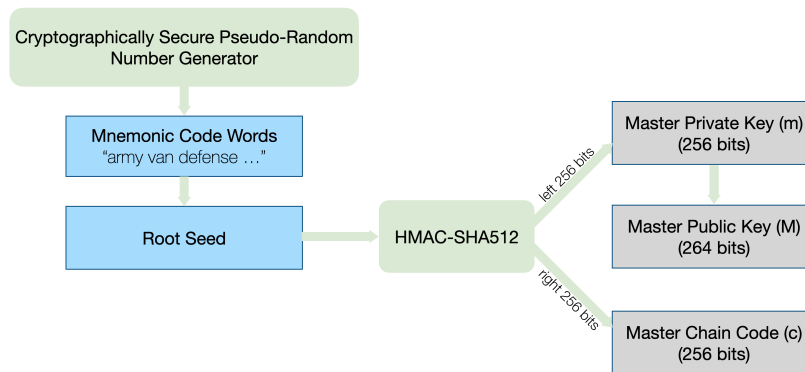 Cryptographically Secure Pseudo-Random
Number Generator
Mnemonic Code Words
“army van defense …”
Root Seed
HMAC-SHA512
left 256 bits
right 256 bits
Master Private Key (m)
(256 bits)
Master Public Key (M)
(264 bits)
Master Chain Code (c)
(256 bits)